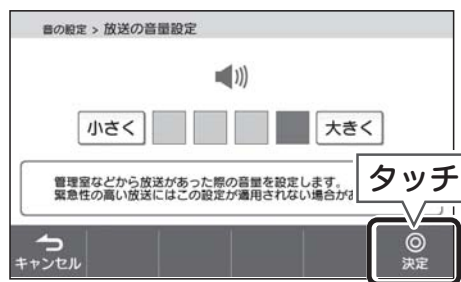 音の設定 > 放送の音量設定
小さく 大きく
管理室などから放送があった際の音量を設定します。
緊急性の高い放送にはこの設定が適用されない場合があ
タッチ
キャンセル
◎
決定